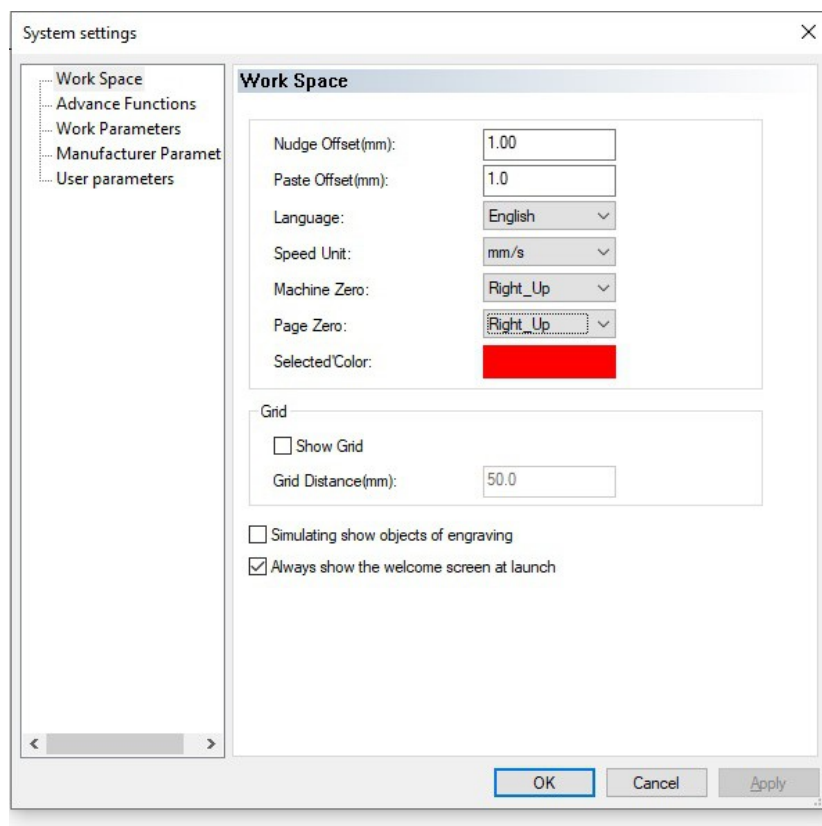 System settings
Work Space
Advance Functions
Work Parameters
Manufacturer Paramet
User parameters
Work Space
Nudge Offset(mm): 1.00
Paste Offset(mm): 1.0
Language: English
Speed Unit: mm/s
Machine Zero: Right_Up
Page Zero: Right_Up
Selected'Color:
Grid
Show Grid
Grid Distance(mm): 50.0
Simulating show objects of engraving
Always show the welcome screen at launch
OK Cancel Apply